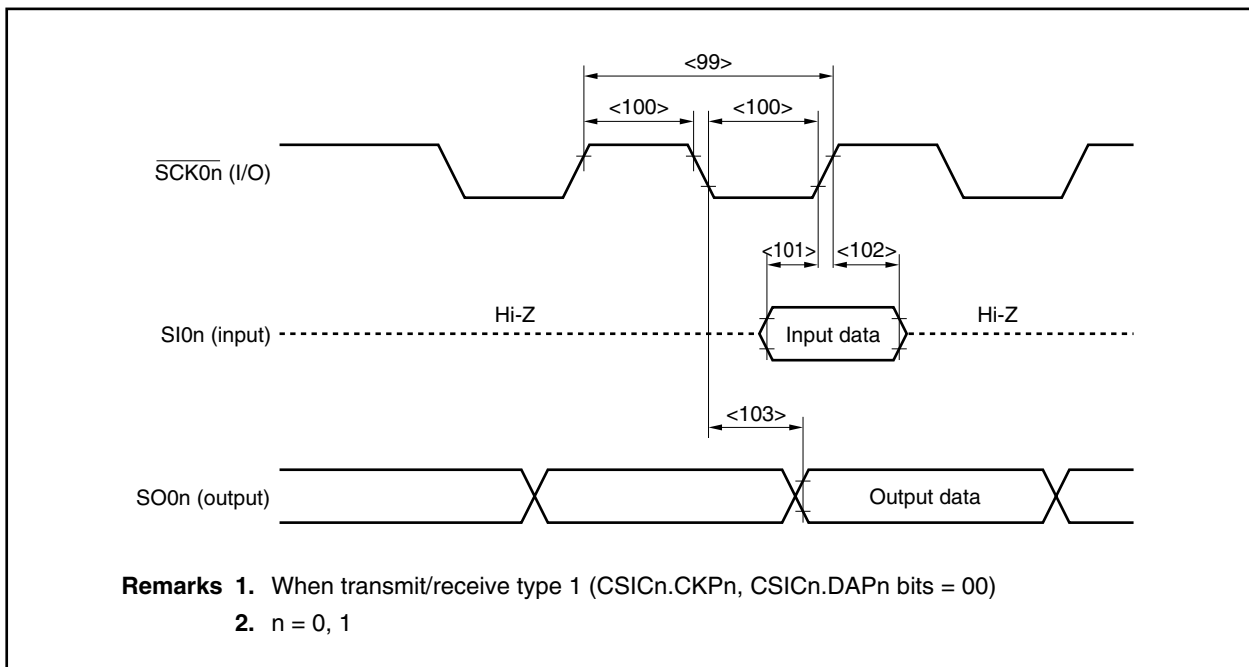 <99>
<100> <100>
SCK0n (I/O)
<101> <102>
Hi-Z Hi-Z
SI0n (input) Input data
<103>
SO0n (output) Output data
Remarks 1. When transmit/receive type 1 (CSICn.CKPn, CSICn.DAPn bits = 00)
2. n = 0, 1